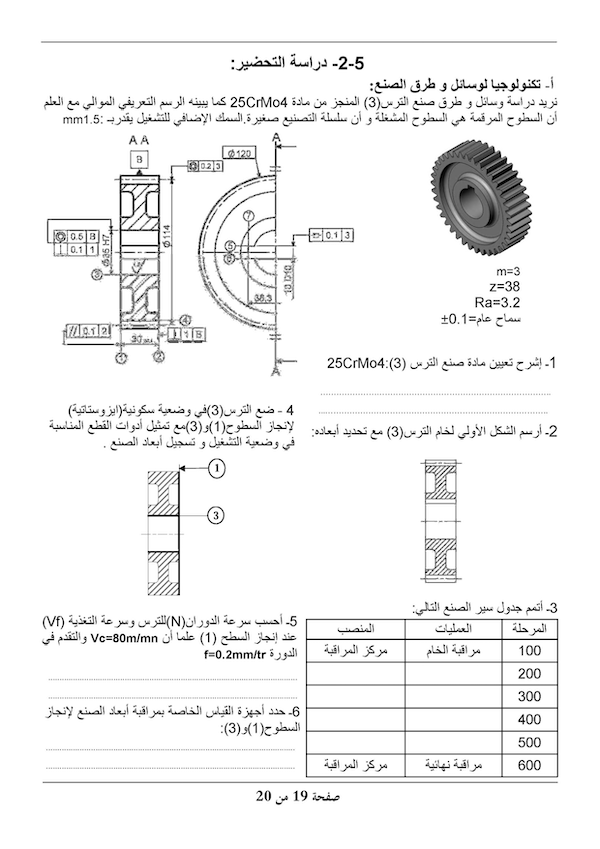 2-5- دراسة التحضير:
أ- تكنولوجيا لوسائل و طرق الصنع:
نريد دراسة وسائل و طرق صنع الترس(3) المنجز من مادة 25CrMo4 كما يبينه الرسم التعريفي الموالي مع العلم
أن السطوح المرقمة هي السطوح المشغلة و أن سلسلة التصنيع صغيرة.السمك الإضافي للتشغيل يقدربـ :mm1.5
A A
B
Ø120
0.2 3
A
7
0.5 B
0.1 1
Ø35 H7
Ø114
5
6
0.1 3
3
38,3
4
// 0.1 2
30
1 B
1
2
A
m=3
z=38
Ra=3.2
سماح عام=0.1±
1- إشرح تعيين مادة صنع الترس (3):25CrMo4
2- أرسم الشكل الأولي لخام الترس(3) مع تحديد أبعاده:
3- أتمم جدول سير الصنع التالي:
المرحلة العمليات المنصب
100 مراقبة الخام مركز المراقبة
200
300
400
500
600 مراقبة نهائية مركز المراقبة
4 - ضع الترس(3)في وضعية سكونية(ايزوستاتية)
لإنجاز السطوح(1)و(3)مع تمثيل أدوات القطع المناسبة
في وضعية التشغيل و تسجيل أبعاد الصنع .
1
3
5- أحسب سرعة الدوران(N)للترس وسرعة التغذية (Vf)
عند إنجاز السطح (1) علما أن Vc=80m/mn والتقدم في
الدورة f=0.2mm/tr
6- حدد أجهزة القياس الخاصة بمراقبة أبعاد الصنع لإنجاز
السطوح(1)و(3):
صفحة 19 من 20